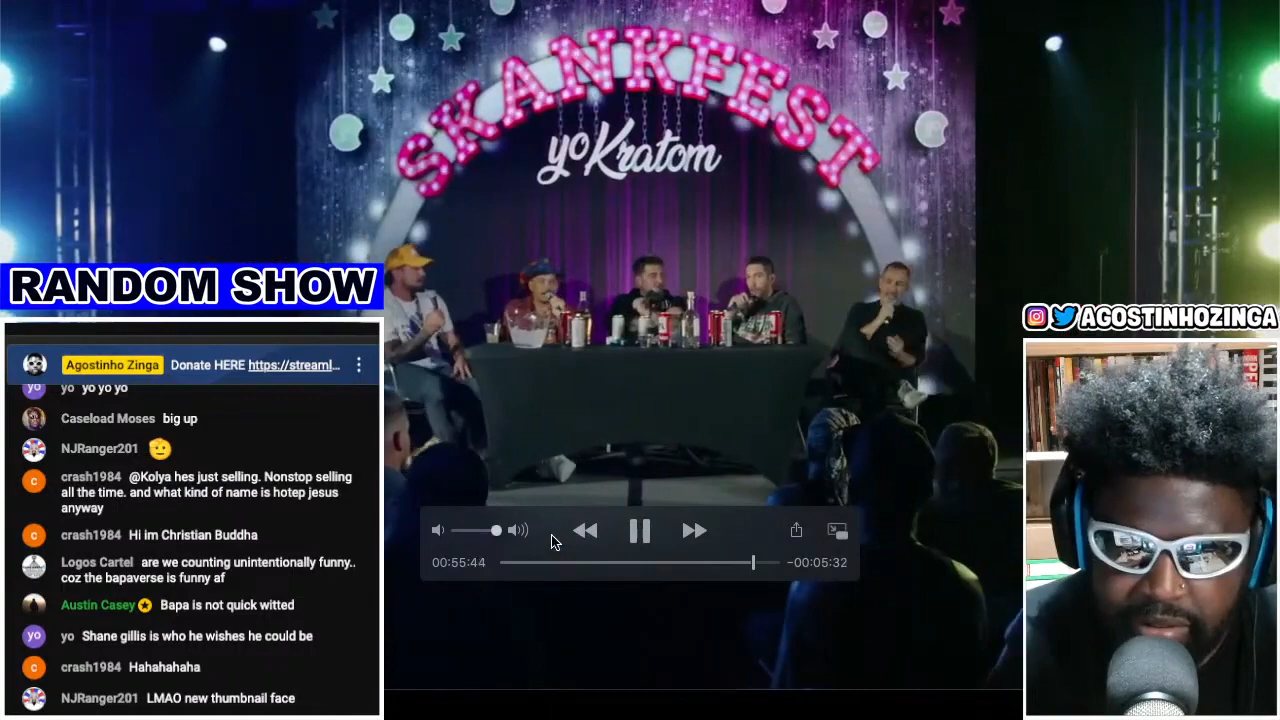 SKANKFEST
yoKratom
RANDOM SHOW
Agostinho Zinga Donate HERE https://streaml...
yo yo yo yo yo
Caseload Moses big up
NJRanger201
crash1984 @Kolya hes just selling. Nonstop selling
all the time. and what kind of name is hotep jesus
anyway
crash1984 Hi im Christian Buddha
Logos Cartel are we counting unintentionally funny..
coz the bapaverse is funny af
Austin Casey Bapa is not quick witted
yo yo Shane gillis is who he wishes he could be
crash1984 Hahahahaha
NJRanger201 LMAO new thumbnail face
00:55:44
−00:05:32
AGOSTINHOZINGA